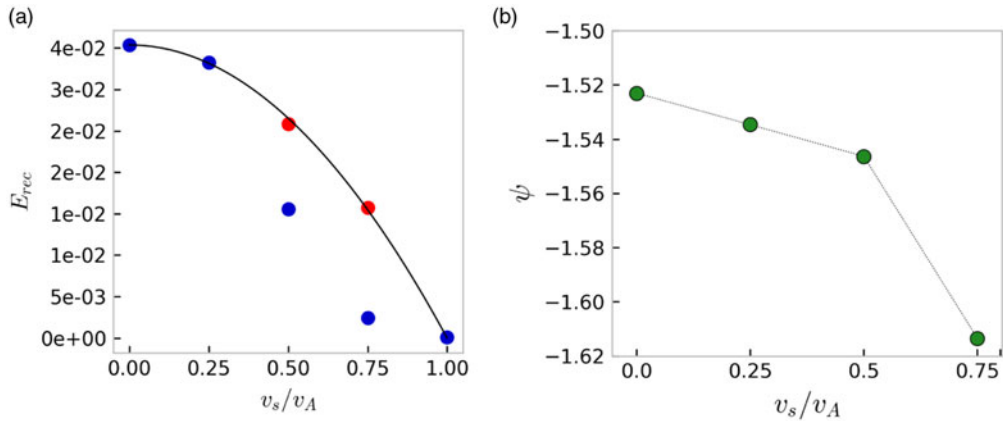 (a)
4e-02
3e-02
2e-02
2e-02
1e-02
1e-02
5e-03
0e+00
E_rec
0.00 0.25 0.50 0.75 1.00
v_s/v_A
(b)
−1.50
−1.52
−1.54
−1.56
−1.58
−1.60
−1.62
ψ
0.0 0.25 0.5 0.75
v_s/v_A